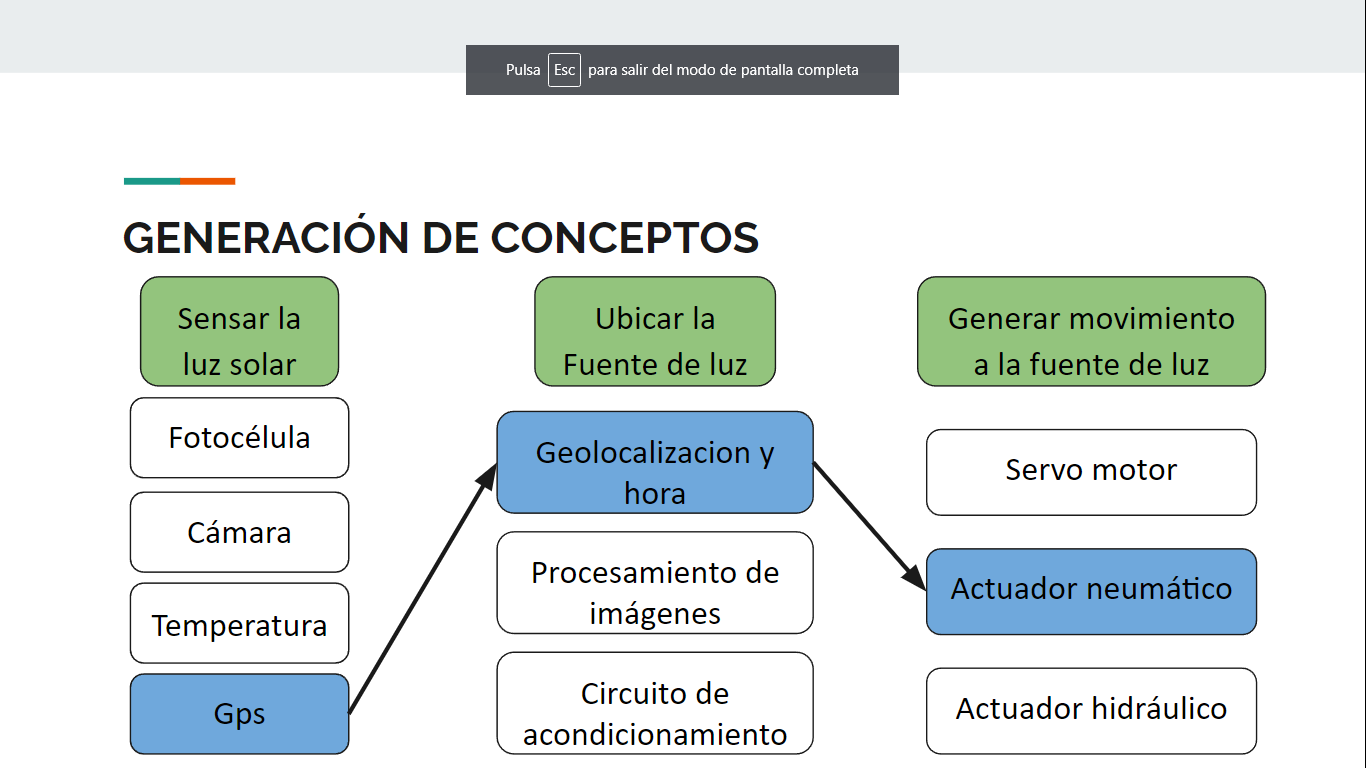 Pulsa Esc para salir del modo de pantalla completa
GENERACIÓN DE CONCEPTOS
Sensar la
luz solar
Fotocélula
Cámara
Temperatura
Gps
Ubicar la
Fuente de luz
Geolocalizacion y
hora
Procesamiento de
imágenes
Circuito de
acondicionamiento
Generar movimiento
a la fuente de luz
Servo motor
Actuador neumático
Actuador hidráulico